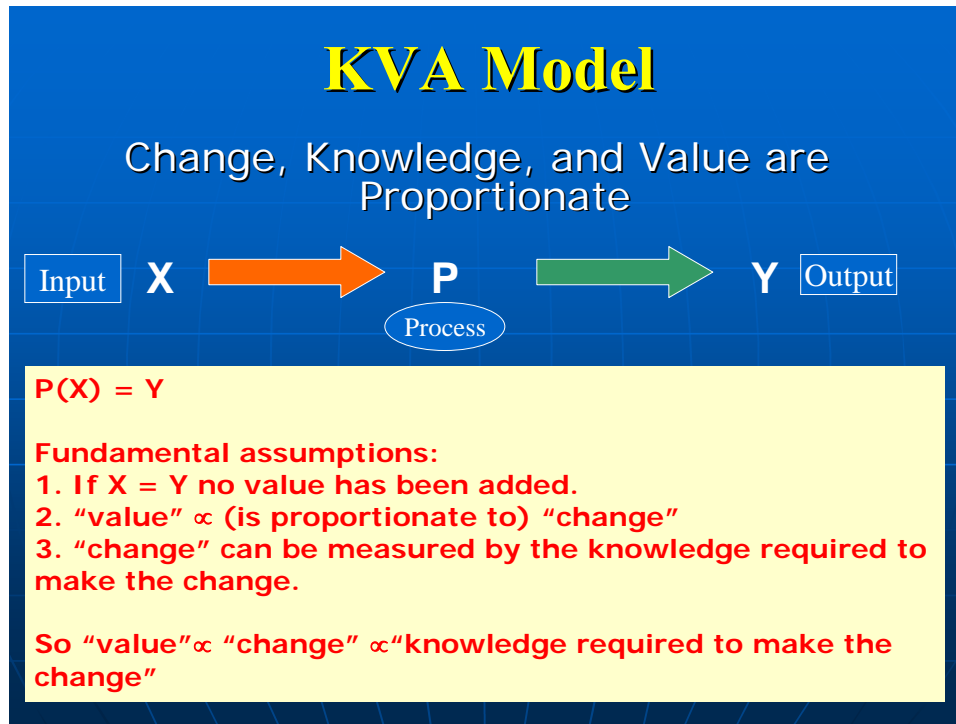 KVA Model
Change, Knowledge, and Value are
Proportionate
Input X P Y Output
Process
P(X) = Y
Fundamental assumptions:
1. If X = Y no value has been added.
2. “value” ∝ (is proportionate to) “change”
3. “change” can be measured by the knowledge required to
make the change.
So “value”∝ “change” ∝“knowledge required to make the
change”